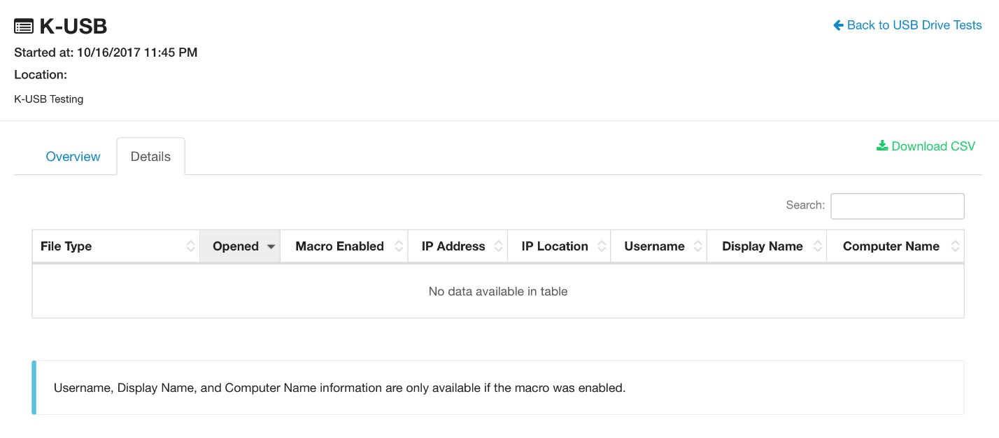 K-USB
Back to USB Drive Tests
Started at: 10/16/2017 11:45 PM
Location:
K-USB Testing
Overview
Details
Download CSV
Search:
File Type Opened Macro Enabled IP Address IP Location Username Display Name Computer Name
No data available in table
Username, Display Name, and Computer Name information are only available if the macro was enabled.